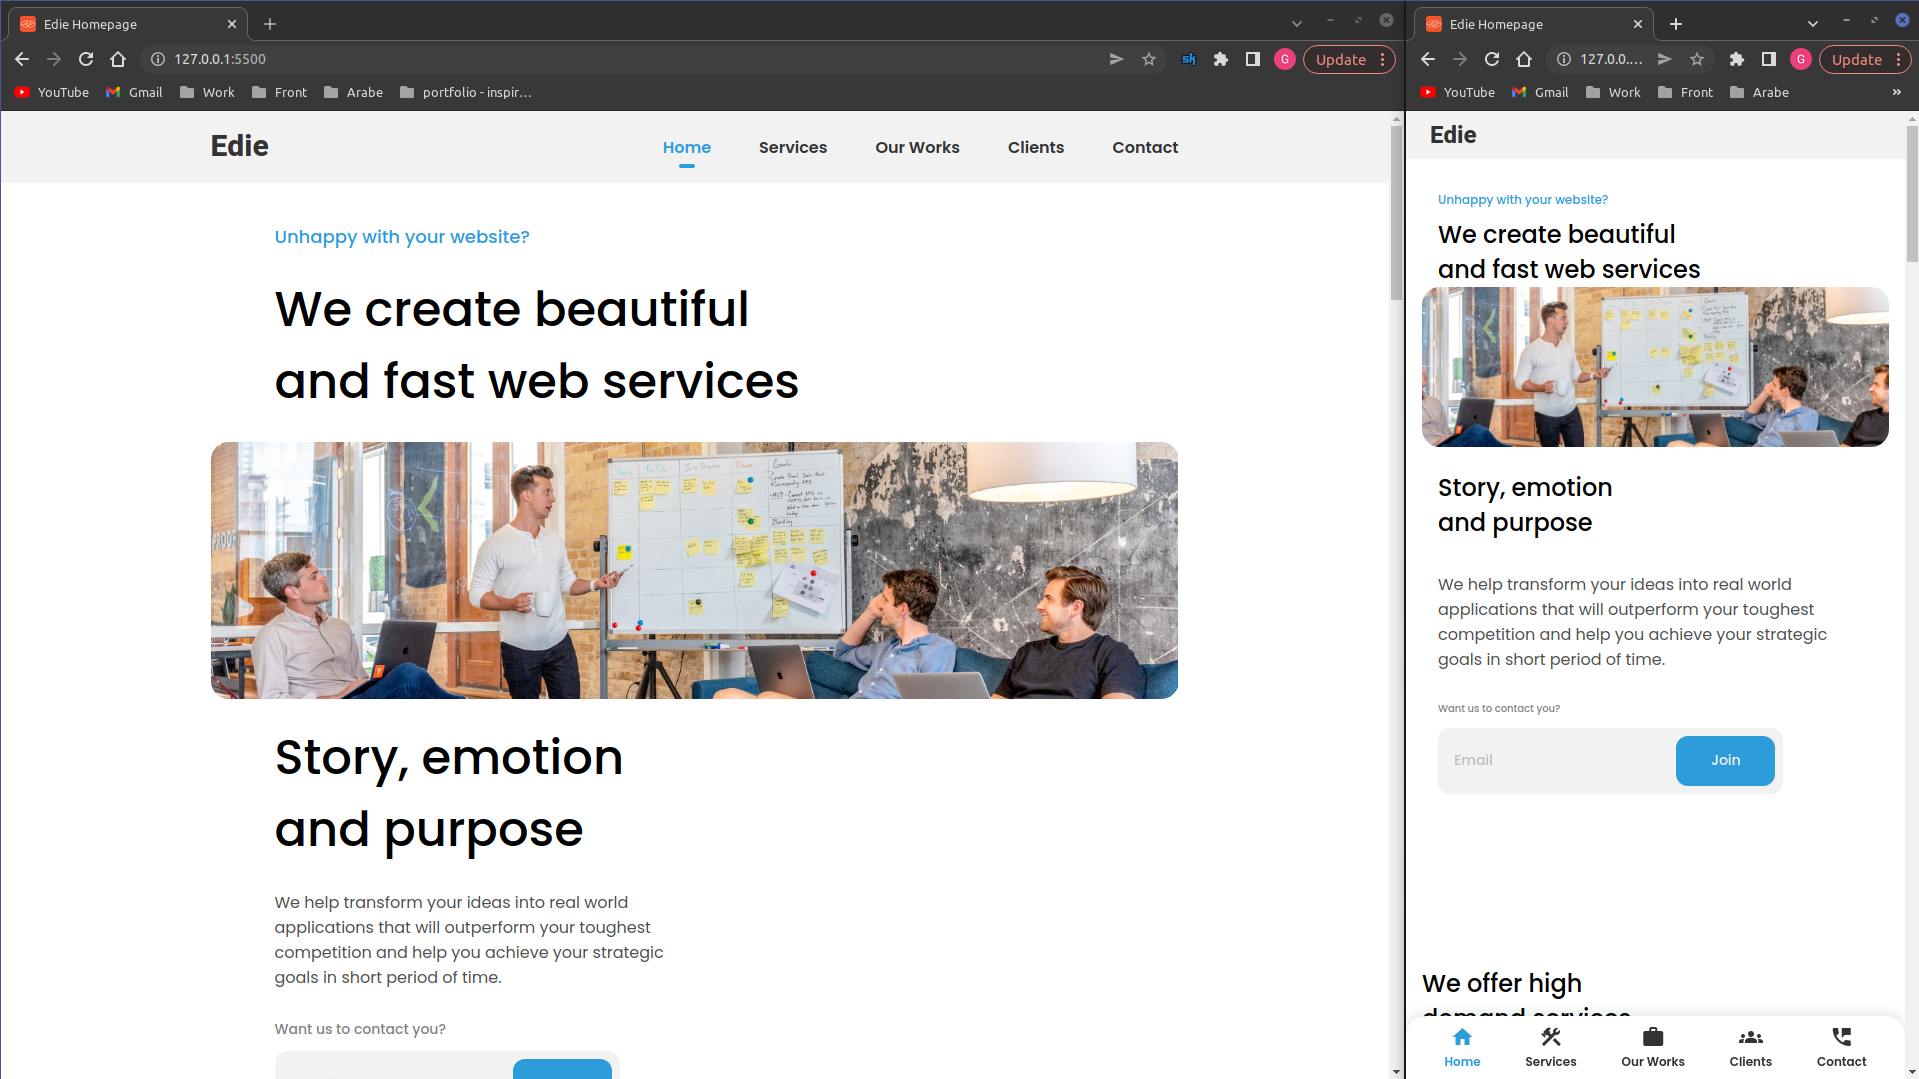 Edie Homepage
127.0.0.1:5500
G
Update
YouTube
Gmail
Work
Front
Arabe
portfolio - inspir...
Edie
Home
Services
Our Works
Clients
Contact
Unhappy with your website?
We create beautiful
and fast web services
Story, emotion
and purpose
We help transform your ideas into real world
applications that will outperform your toughest
competition and help you achieve your strategic
goals in short period of time.
Want us to contact you?
Edie Homepage
127.0.0....
G
Update
YouTube
Gmail
Work
Front
Arabe
»
Edie
Unhappy with your website?
We create beautiful
and fast web services
Story, emotion
and purpose
We help transform your ideas into real world
applications that will outperform your toughest
competition and help you achieve your strategic
goals in short period of time.
Want us to contact you?
Email
Join
We offer high
demand services
Home
Services
Our Works
Clients
Contact